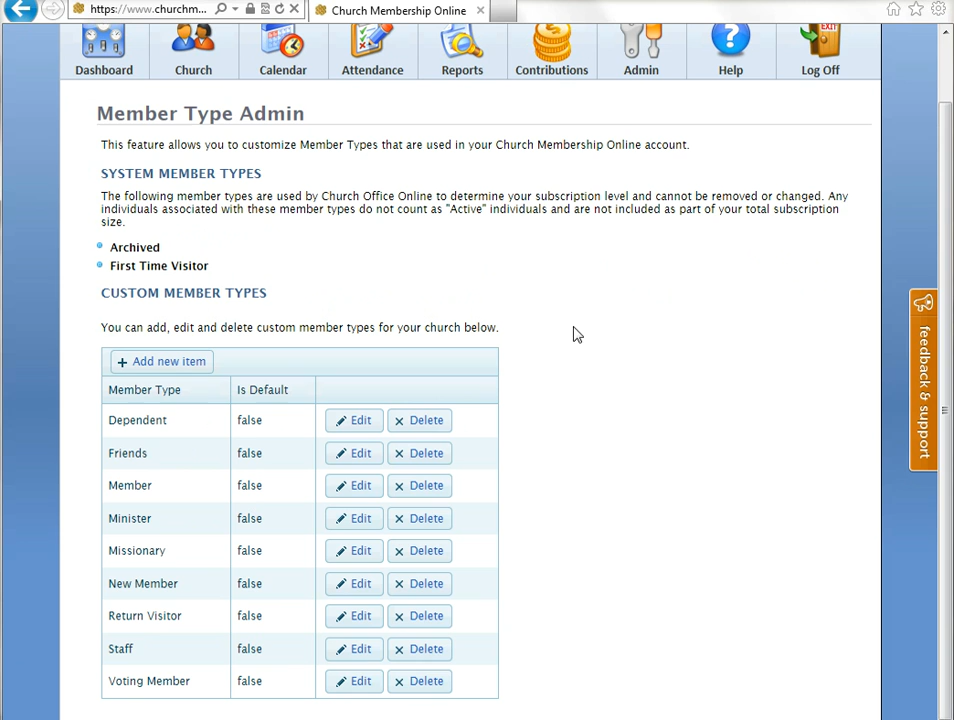 https://www.churchm...
Church Membership Online
Dashboard
Church
Calendar
Attendance
Reports
Contributions
Admin
Help
EXIT
Log Off
Member Type Admin
This feature allows you to customize Member Types that are used in your Church Membership Online account.
SYSTEM MEMBER TYPES
The following member types are used by Church Office Online to determine your subscription level and cannot be removed or changed. Any
individuals associated with these member types do not count as "Active" individuals and are not included as part of your total subscription
size.
Archived
First Time Visitor
CUSTOM MEMBER TYPES
You can add, edit and delete custom member types for your church below.
Add new item
Member Type Is Default
Dependent false Edit Delete
Friends false Edit Delete
Member false Edit Delete
Minister false Edit Delete
Missionary false Edit Delete
New Member false Edit Delete
Return Visitor false Edit Delete
Staff false Edit Delete
Voting Member false Edit Delete
feedback & support